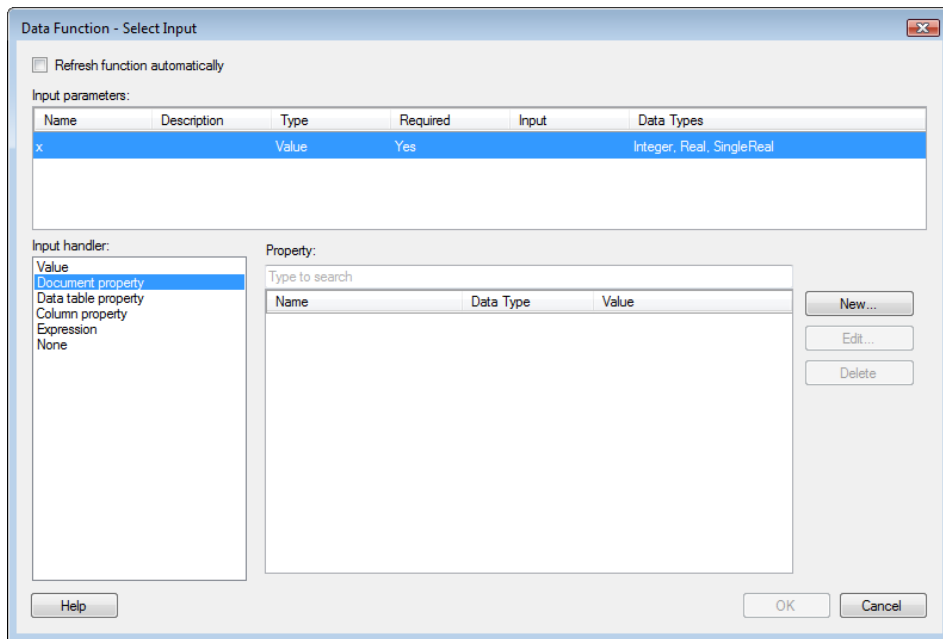 Data Function - Select Input
Refresh function automatically
Input parameters:
Name Description Type Required Input Data Types
x Value Yes Integer, Real, SingleReal
Input handler:
Value
Document property
Data table property
Column property
Expression
None
Property:
Type to search
Name Data Type Value
New...
Edit...
Delete
Help OK Cancel